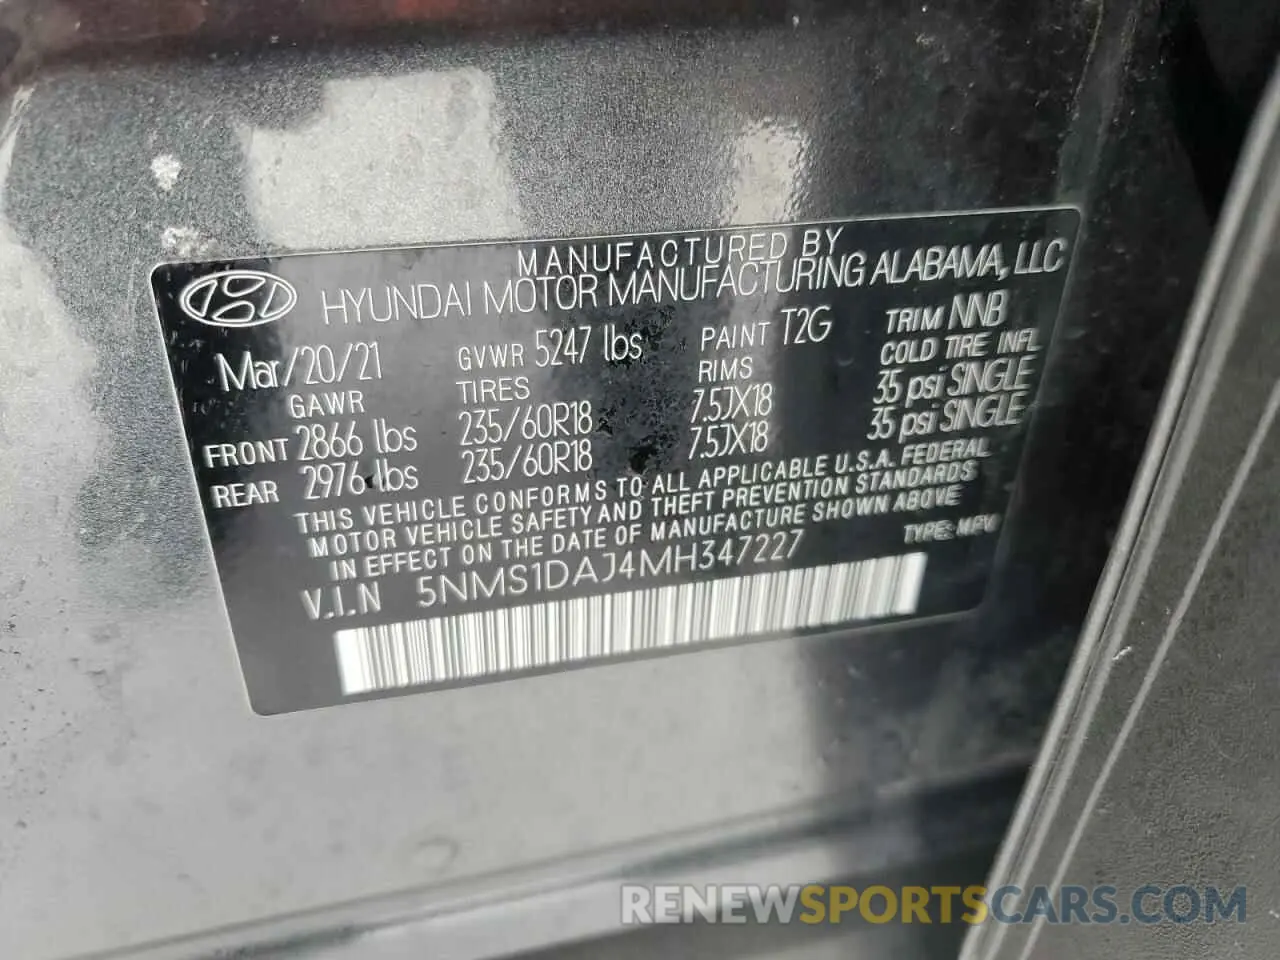 MANUFACTURED BY
HYUNDAI MOTOR MANUFACTURING ALABAMA, LLC
Mar/20/21 GVWR 5247 lbs PAINT T2G TRIM NNB
GAWR TIRES RIMS COLD TIRE INFL
FRONT 2866 lbs 235/60R18 7.5JX18 35 psi SINGLE
REAR 2976 lbs 235/60R18 7.5JX18 35 psi SINGLE
THIS VEHICLE CONFORMS TO ALL APPLICABLE U.S.A. FEDERAL
MOTOR VEHICLE SAFETY AND THEFT PREVENTION STANDARDS
IN EFFECT ON THE DATE OF MANUFACTURE SHOWN ABOVE
V.I.N 5NMS1DAJ4MH347227 TYPE: MPV
RENEWSPORTSCARS.COM